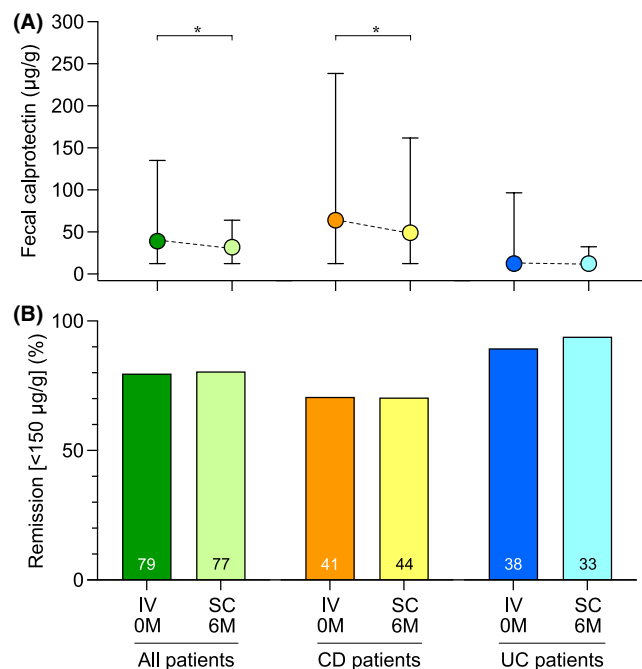 (A)
Fecal calprotectin (µg/g)
300
250
200
150
100
50
0
*
*
(B)
Remission [<150 µg/g] (%)
100
50
0
79
77
41
44
38
33
IV SC IV SC IV SC
0M 6M 0M 6M 0M 6M
All patients CD patients UC patients